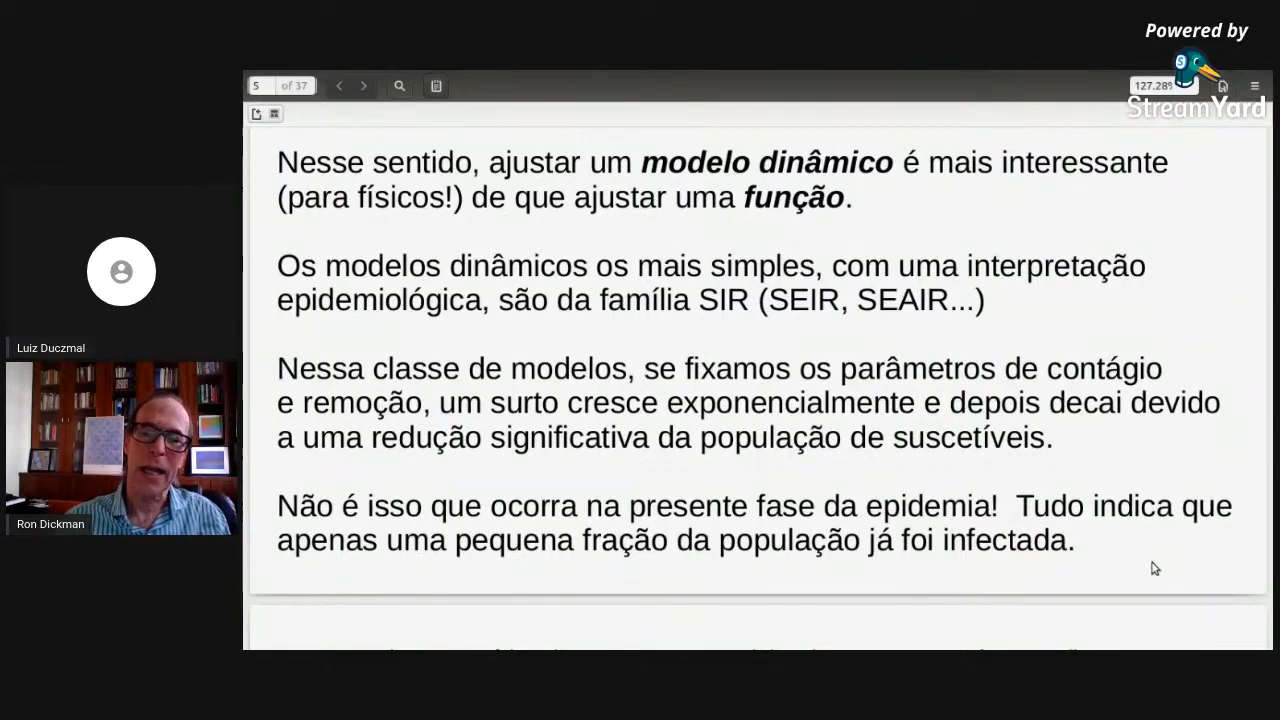 Powered by
StreamYard
5 of 37
127.28%
Nesse sentido, ajustar um modelo dinâmico é mais interessante
(para físicos!) de que ajustar uma função.
Os modelos dinâmicos os mais simples, com uma interpretação
epidemiológica, são da família SIR (SEIR, SEAIR...)
Nessa classe de modelos, se fixamos os parâmetros de contágio
e remoção, um surto cresce exponencialmente e depois decai devido
a uma redução significativa da população de suscetíveis.
Não é isso que ocorra na presente fase da epidemia! Tudo indica que
apenas uma pequena fração da população já foi infectada.
Luiz Duczmal
Ron Dickman